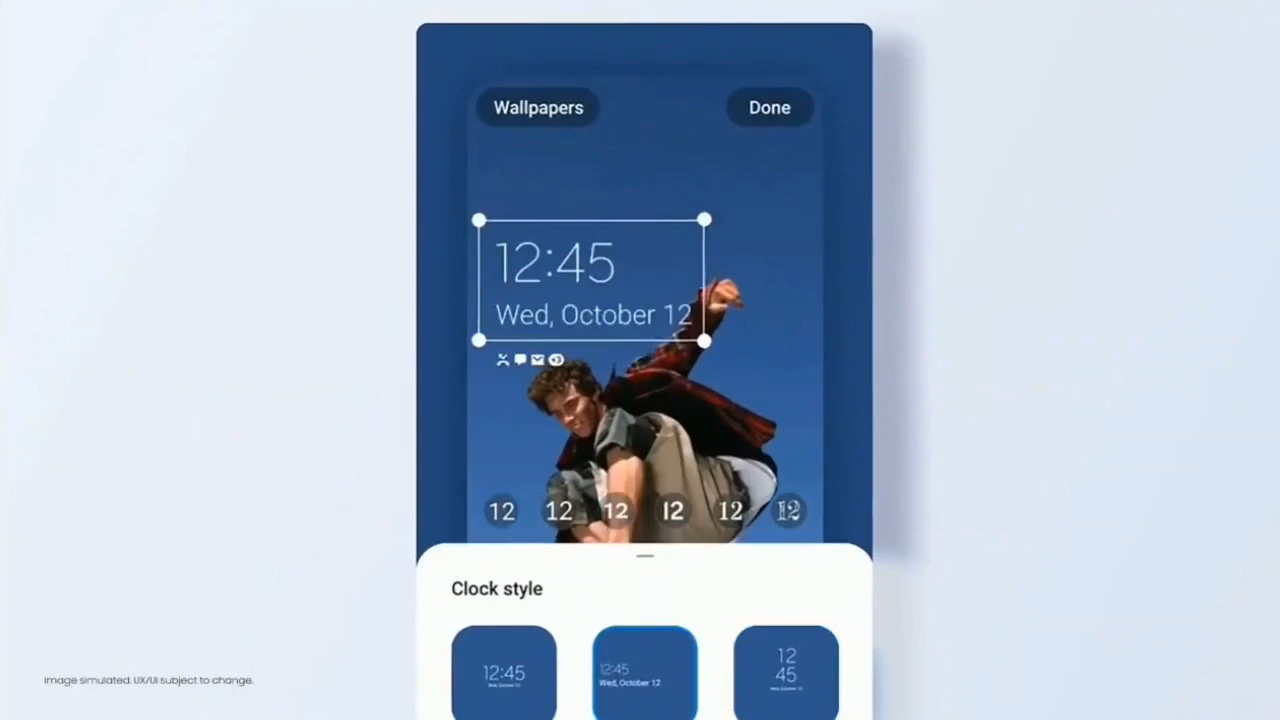 Wallpapers Done
12:45
Wed, October 12
+3
12 12 12 12 12 12
Clock style
12:45
12:45
Wed, October 12
12
45
Image simulated. UX/UI subject to change.